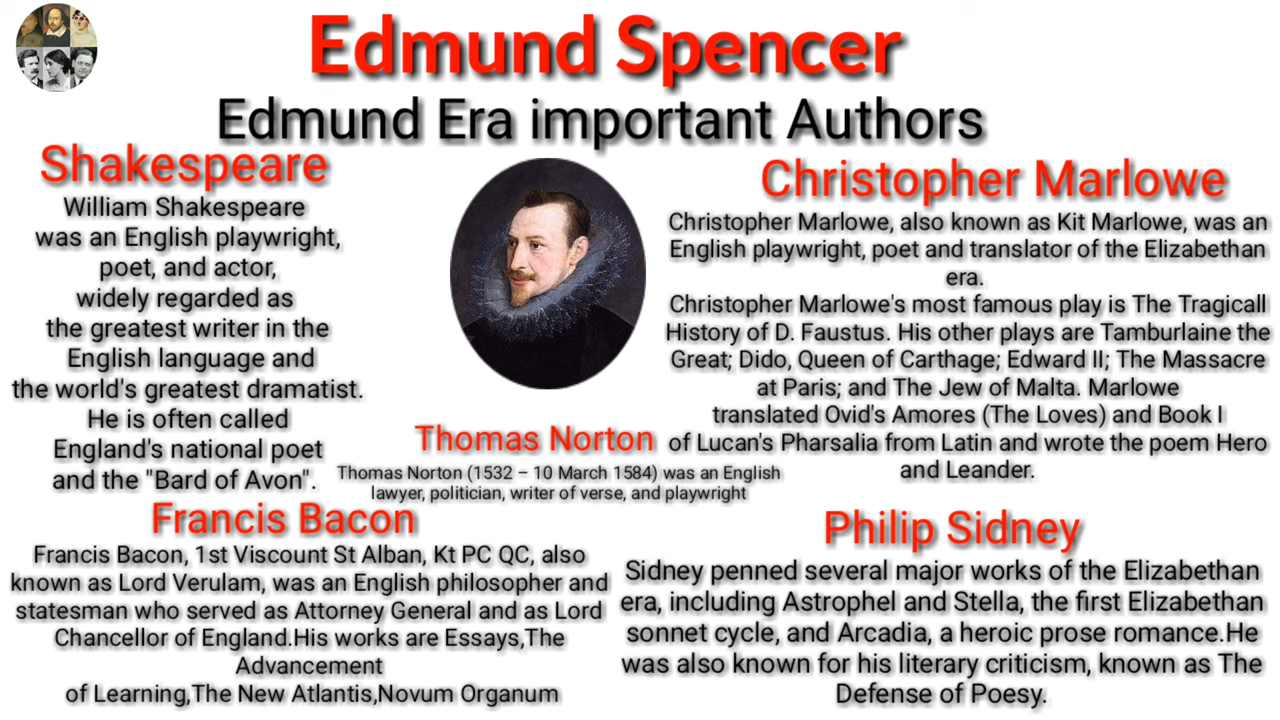 Edmund Spencer
Edmund Era important Authors
Shakespeare
William Shakespeare
was an English playwright,
poet, and actor,
widely regarded as
the greatest writer in the
English language and
the world's greatest dramatist.
He is often called
England's national poet
and the "Bard of Avon".
Christopher Marlowe
Christopher Marlowe, also known as Kit Marlowe, was an
English playwright, poet and translator of the Elizabethan
era.
Christopher Marlowe's most famous play is The Tragicall
History of D. Faustus. His other plays are Tamburlaine the
Great; Dido, Queen of Carthage; Edward II; The Massacre
at Paris; and The Jew of Malta. Marlowe
translated Ovid's Amores (The Loves) and Book I
of Lucan's Pharsalia from Latin and wrote the poem Hero
and Leander.
Thomas Norton
Thomas Norton (1532 – 10 March 1584) was an English
lawyer, politician, writer of verse, and playwright
Francis Bacon
Francis Bacon, 1st Viscount St Alban, Kt PC QC, also
known as Lord Verulam, was an English philosopher and
statesman who served as Attorney General and as Lord
Chancellor of England.His works are Essays,The
Advancement
of Learning,The New Atlantis,Novum Organum
Philip Sidney
Sidney penned several major works of the Elizabethan
era, including Astrophel and Stella, the first Elizabethan
sonnet cycle, and Arcadia, a heroic prose romance.He
was also known for his literary criticism, known as The
Defense of Poesy.